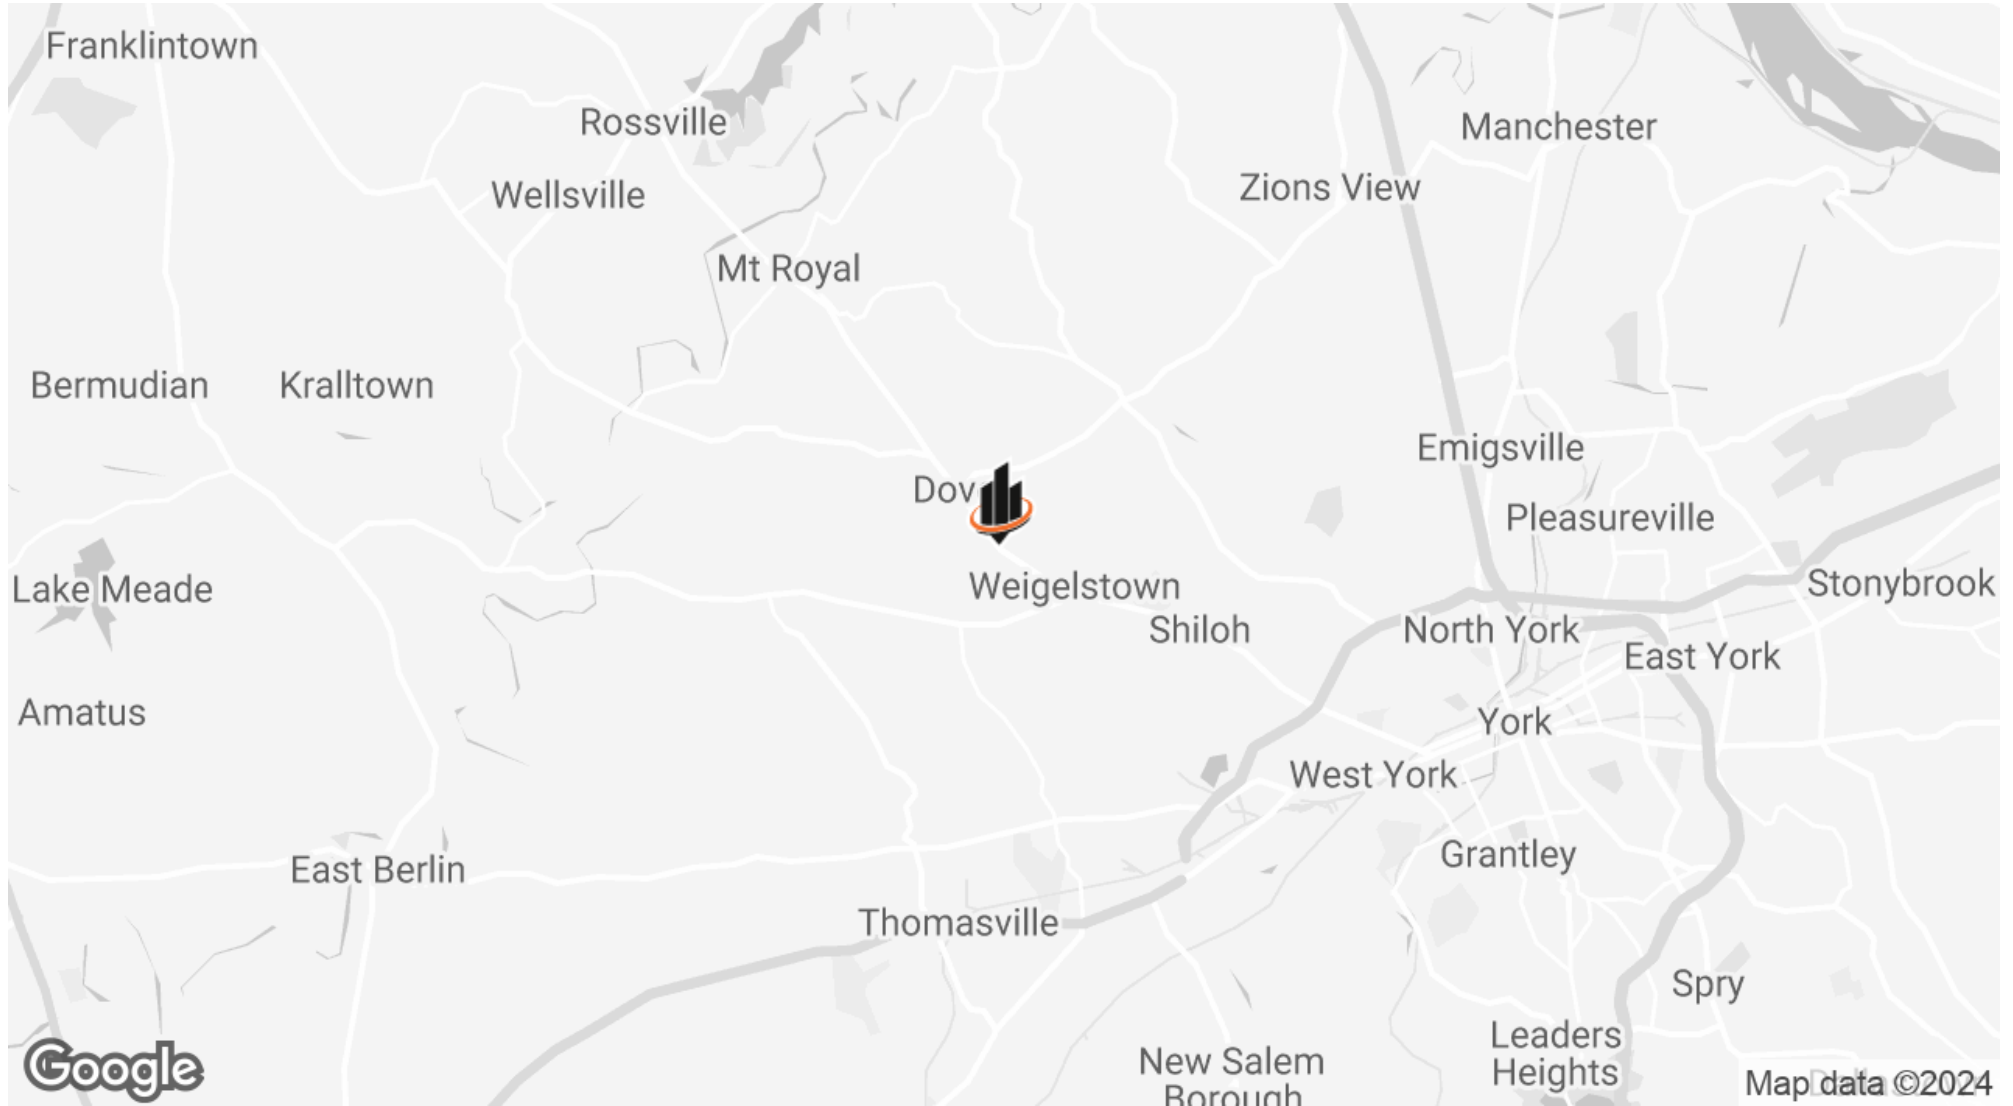 Franklintown
Rossville
Manchester
Wellsville
Zions View
Mt Royal
Bermudian
Kralltown
Emigsville
Dov
Pleasureville
Lake Meade
Weigelstown
Stonybrook
Shiloh
North York
East York
Amatus
York
West York
Grantley
East Berlin
Thomasville
Spry
Leaders
Heights
New Salem
Borough
Google
Map data ©2024